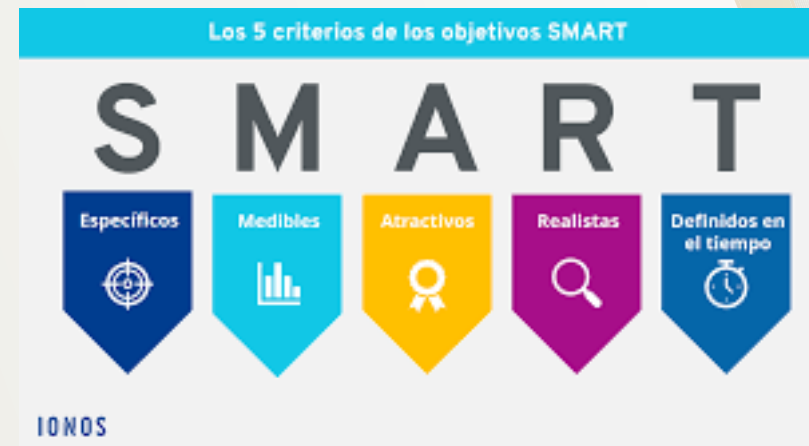 Los 5 criterios de los objetivos SMART
S M A R T
Específicos
Medibles
Atractivos
Realistas
Definidos en
el tiempo
IONOS